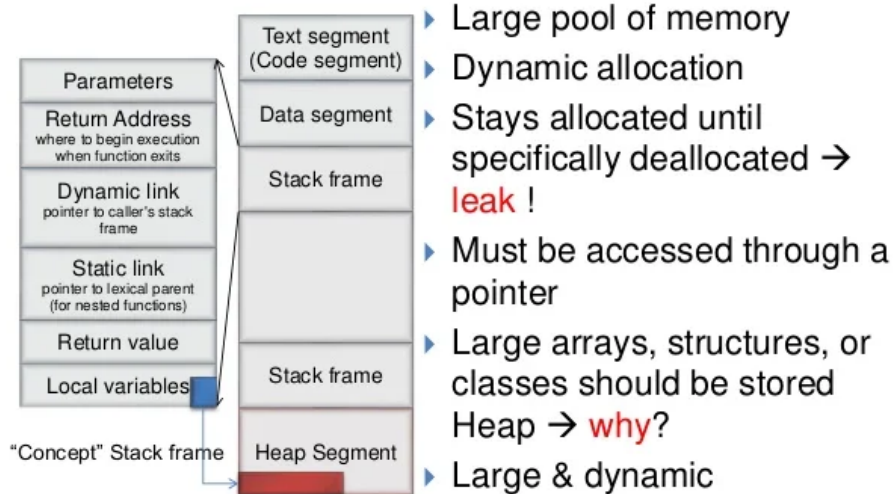 Parameters
Return Address
where to begin execution
when function exits
Dynamic link
pointer to caller's stack
frame
Static link
pointer to lexical parent
(for nested functions)
Return value
Local variables
"Concept" Stack frame
Text segment
(Code segment)
Data segment
Stack frame
Stack frame
Heap Segment
Large pool of memory
Dynamic allocation
Stays allocated until
specifically deallocated →
leak !
Must be accessed through a
pointer
Large arrays, structures, or
classes should be stored
Heap → why?
Large & dynamic